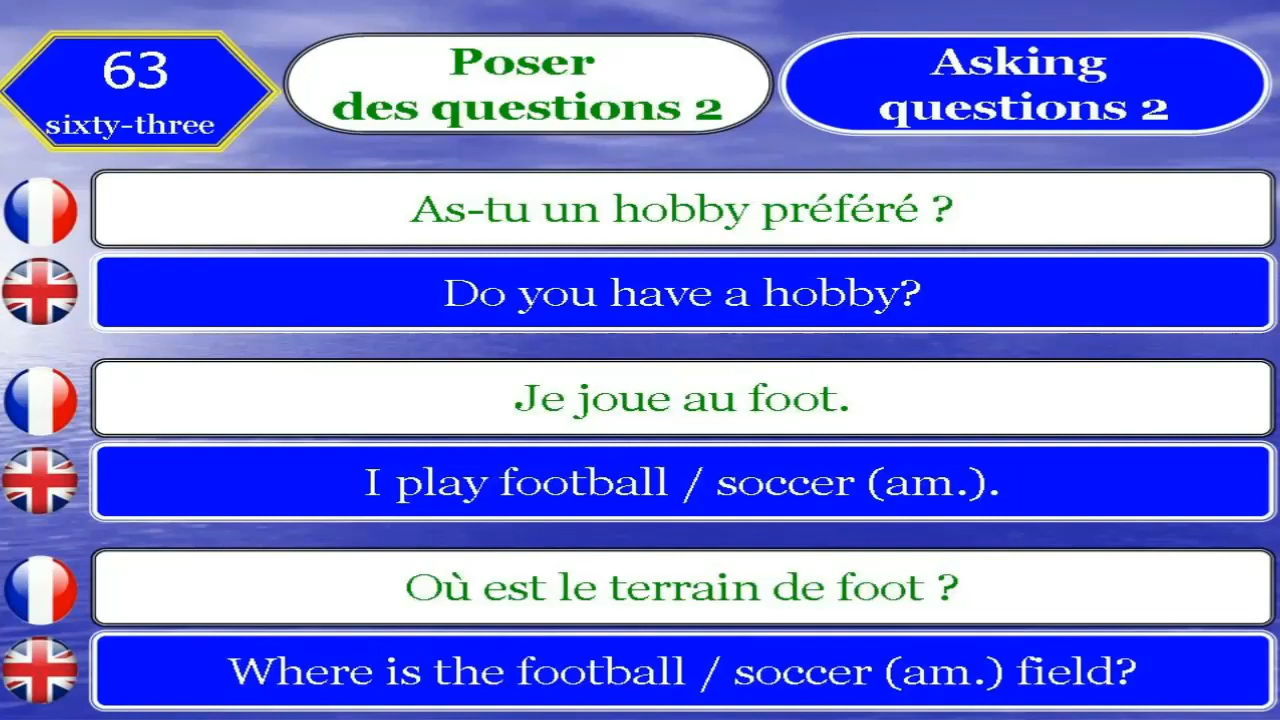 63
sixty-three
Poser
des questions 2
Asking
questions 2
As-tu un hobby préféré ?
Do you have a hobby?
Je joue au foot.
I play football / soccer (am.).
Où est le terrain de foot ?
Where is the football / soccer (am.) field?